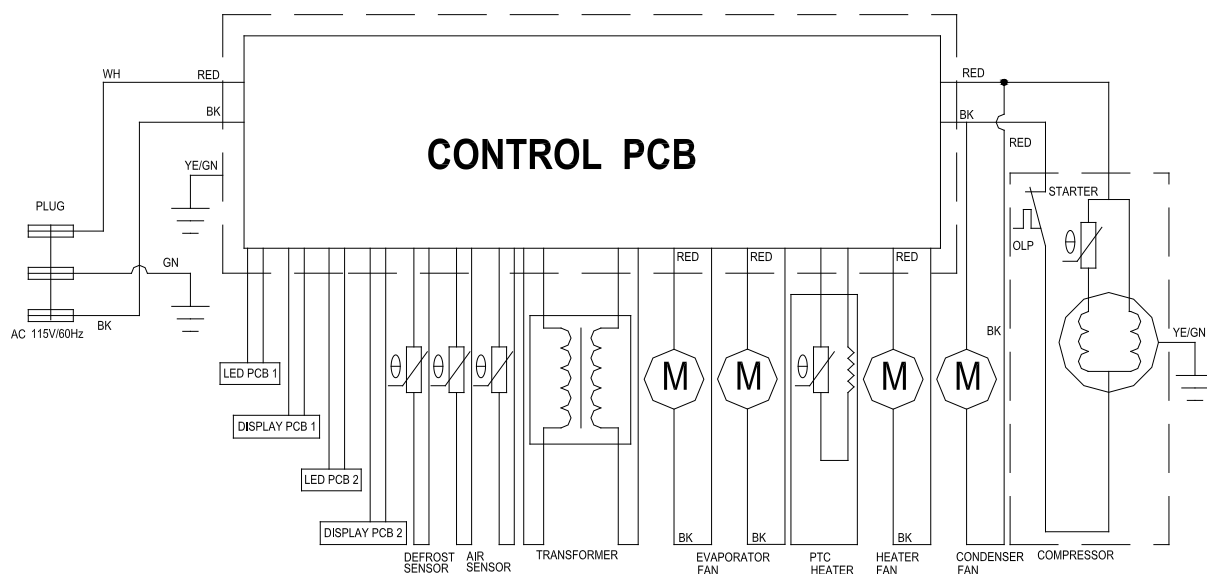 WH
RED
RED
BK
BK
RED
CONTROL PCB
YE/GN
PLUG
STARTER
OLP
θ
GN
RED
RED
RED
AC 115V/60Hz
BK
BK
YE/GN
LED PCB 1
θ
θ
θ
M
M
θ
M
M
DISPLAY PCB 1
LED PCB 2
DISPLAY PCB 2
BK
BK
BK
DEFROST
SENSOR
AIR
SENSOR
TRANSFORMER
EVAPORATOR
FAN
PTC
HEATER
HEATER
FAN
CONDENSER
FAN
COMPRESSOR